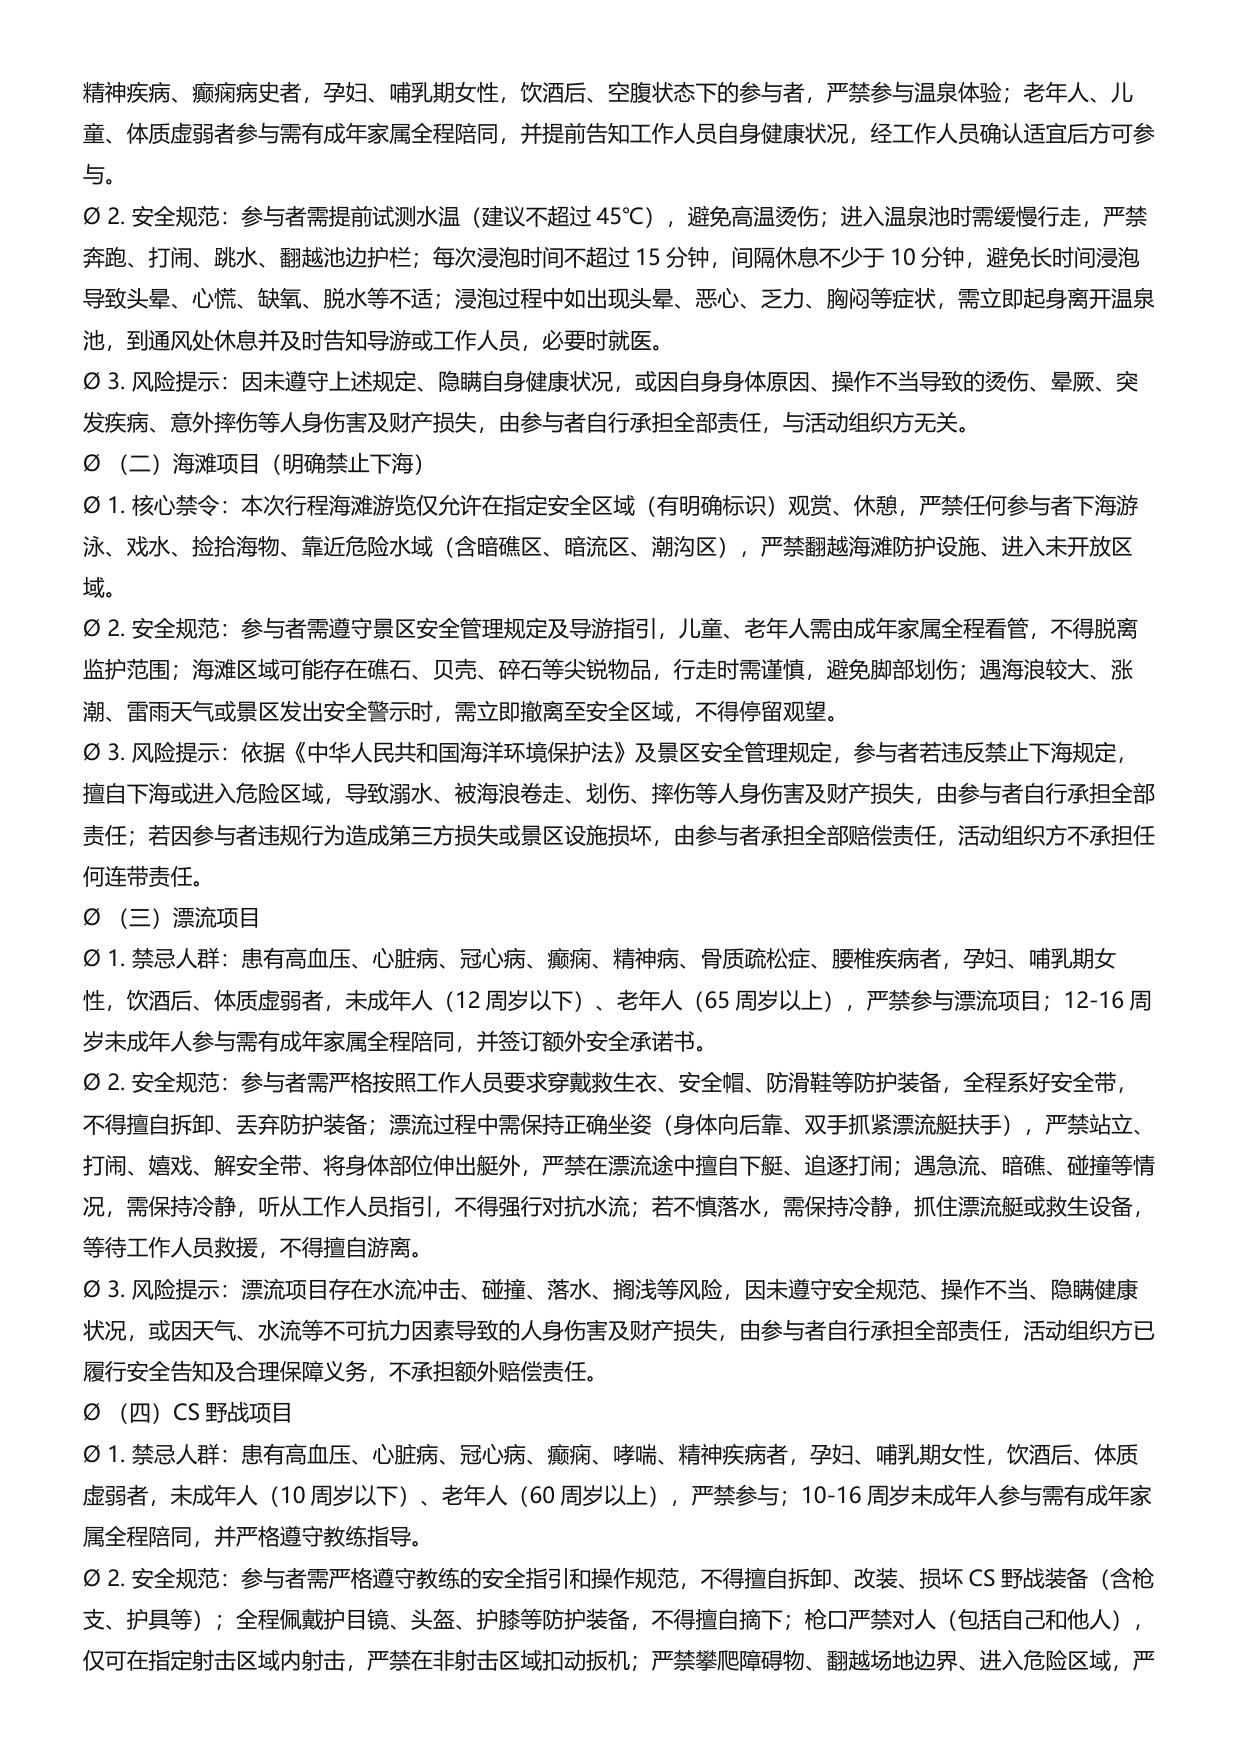 精神疾病、癫痫病史者，孕妇、哺乳期女性，饮酒后、空腹状态下的参与者，严禁参与温泉体验；老年人、儿
童、体质虚弱者参与需有成年家属全程陪同，并提前告知工作人员自身健康状况，经工作人员确认适宜后方可参
与。
Ø 2. 安全规范：参与者需提前试测水温（建议不超过 45℃），避免高温烫伤；进入温泉池时需缓慢行走，严禁
奔跑、打闹、跳水、翻越池边护栏；每次浸泡时间不超过 15 分钟，间隔休息不少于 10 分钟，避免长时间浸泡
导致头晕、心慌、缺氧、脱水等不适；浸泡过程中如出现头晕、恶心、乏力、胸闷等症状，需立即起身离开温泉
池，到通风处休息并及时告知导游或工作人员，必要时就医。
Ø 3. 风险提示：因未遵守上述规定、隐瞒自身健康状况，或因自身身体原因、操作不当导致的烫伤、晕厥、突
发疾病、意外摔伤等人身伤害及财产损失，由参与者自行承担全部责任，与活动组织方无关。
Ø （二）海滩项目（明确禁止下海）
Ø 1. 核心禁令：本次行程海滩游览仅允许在指定安全区域（有明确标识）观赏、休憩，严禁任何参与者下海游
泳、戏水、捡拾海物、靠近危险水域（含暗礁区、暗流区、潮沟区），严禁翻越海滩防护设施、进入未开放区
域。
Ø 2. 安全规范：参与者需遵守景区安全管理规定及导游指引，儿童、老年人需由成年家属全程看管，不得脱离
监护范围；海滩区域可能存在礁石、贝壳、碎石等尖锐物品，行走时需谨慎，避免脚部划伤；遇海浪较大、涨
潮、雷雨天气或景区发出安全警示时，需立即撤离至安全区域，不得停留观望。
Ø 3. 风险提示：依据《中华人民共和国海洋环境保护法》及景区安全管理规定，参与者若违反禁止下海规定，
擅自下海或进入危险区域，导致溺水、被海浪卷走、划伤、摔伤等人身伤害及财产损失，由参与者自行承担全部
责任；若因参与者违规行为造成第三方损失或景区设施损坏，由参与者承担全部赔偿责任，活动组织方不承担任
何连带责任。
Ø （三）漂流项目
Ø 1. 禁忌人群：患有高血压、心脏病、冠心病、癫痫、精神病、骨质疏松症、腰椎疾病者，孕妇、哺乳期女
性，饮酒后、体质虚弱者，未成年人（12 周岁以下）、老年人（65 周岁以上），严禁参与漂流项目；12-16 周
岁未成年人参与需有成年家属全程陪同，并签订额外安全承诺书。
Ø 2. 安全规范：参与者需严格按照工作人员要求穿戴救生衣、安全帽、防滑鞋等防护装备，全程系好安全带，
不得擅自拆卸、丢弃防护装备；漂流过程中需保持正确坐姿（身体向后靠、双手抓紧漂流艇扶手），严禁站立、
打闹、嬉戏、解安全带、将身体部位伸出艇外，严禁在漂流途中擅自下艇、追逐打闹；遇急流、暗礁、碰撞等情
况，需保持冷静，听从工作人员指引，不得强行对抗水流；若不慎落水，需保持冷静，抓住漂流艇或救生设备，
等待工作人员救援，不得擅自游离。
Ø 3. 风险提示：漂流项目存在水流冲击、碰撞、落水、搁浅等风险，因未遵守安全规范、操作不当、隐瞒健康
状况，或因天气、水流等不可抗力因素导致的人身伤害及财产损失，由参与者自行承担全部责任，活动组织方已
履行安全告知及合理保障义务，不承担额外赔偿责任。
Ø （四）CS 野战项目
Ø 1. 禁忌人群：患有高血压、心脏病、冠心病、癫痫、哮喘、精神疾病者，孕妇、哺乳期女性，饮酒后、体质
虚弱者，未成年人（10 周岁以下）、老年人（60 周岁以上），严禁参与；10-16 周岁未成年人参与需有成年家
属全程陪同，并严格遵守教练指导。
Ø 2. 安全规范：参与者需严格遵守教练的安全指引和操作规范，不得擅自拆卸、改装、损坏 CS 野战装备（含枪
支、护具等）；全程佩戴护目镜、头盔、护膝等防护装备，不得擅自摘下；枪口严禁对人（包括自己和他人），
仅可在指定射击区域内射击，严禁在非射击区域扣动扳机；严禁攀爬障碍物、翻越场地边界、进入危险区域，严